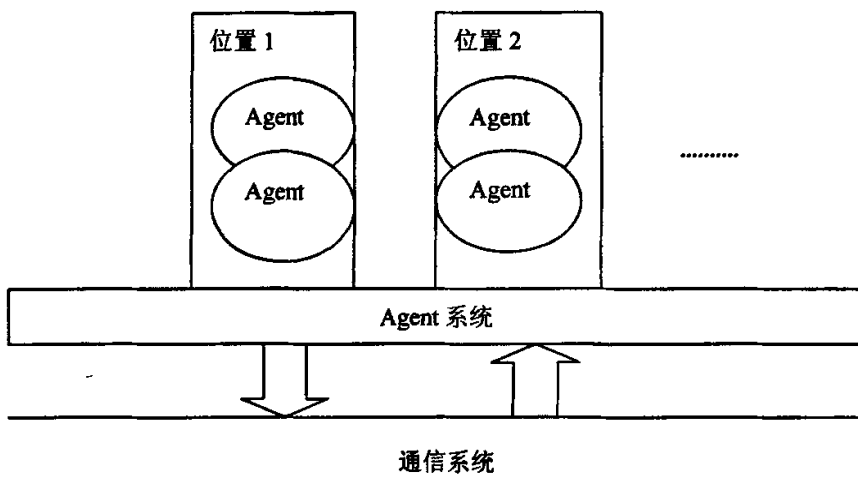 位置 1
位置 2
Agent
Agent
Agent
Agent
..........
Agent 系统
通信系统